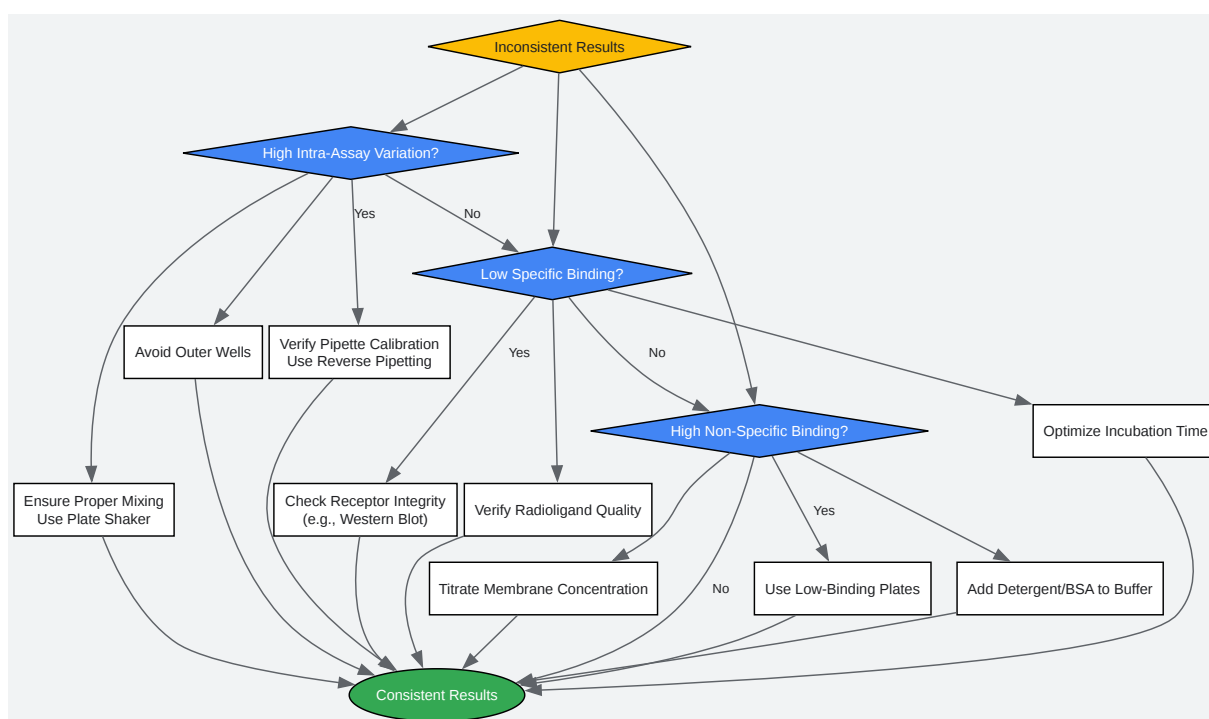 Inconsistent Results
High Intra-Assay Variation?
Yes
No
Low Specific Binding?
Avoid Outer Wells
Verify Pipette Calibration
Use Reverse Pipetting
Yes
No
High Non-Specific Binding?
Optimize Incubation Time
Ensure Proper Mixing
Use Plate Shaker
Check Receptor Integrity
(e.g., Western Blot)
Verify Radioligand Quality
Yes
Titrate Membrane Concentration
No
Use Low-Binding Plates
Add Detergent/BSA to Buffer
Consistent Results